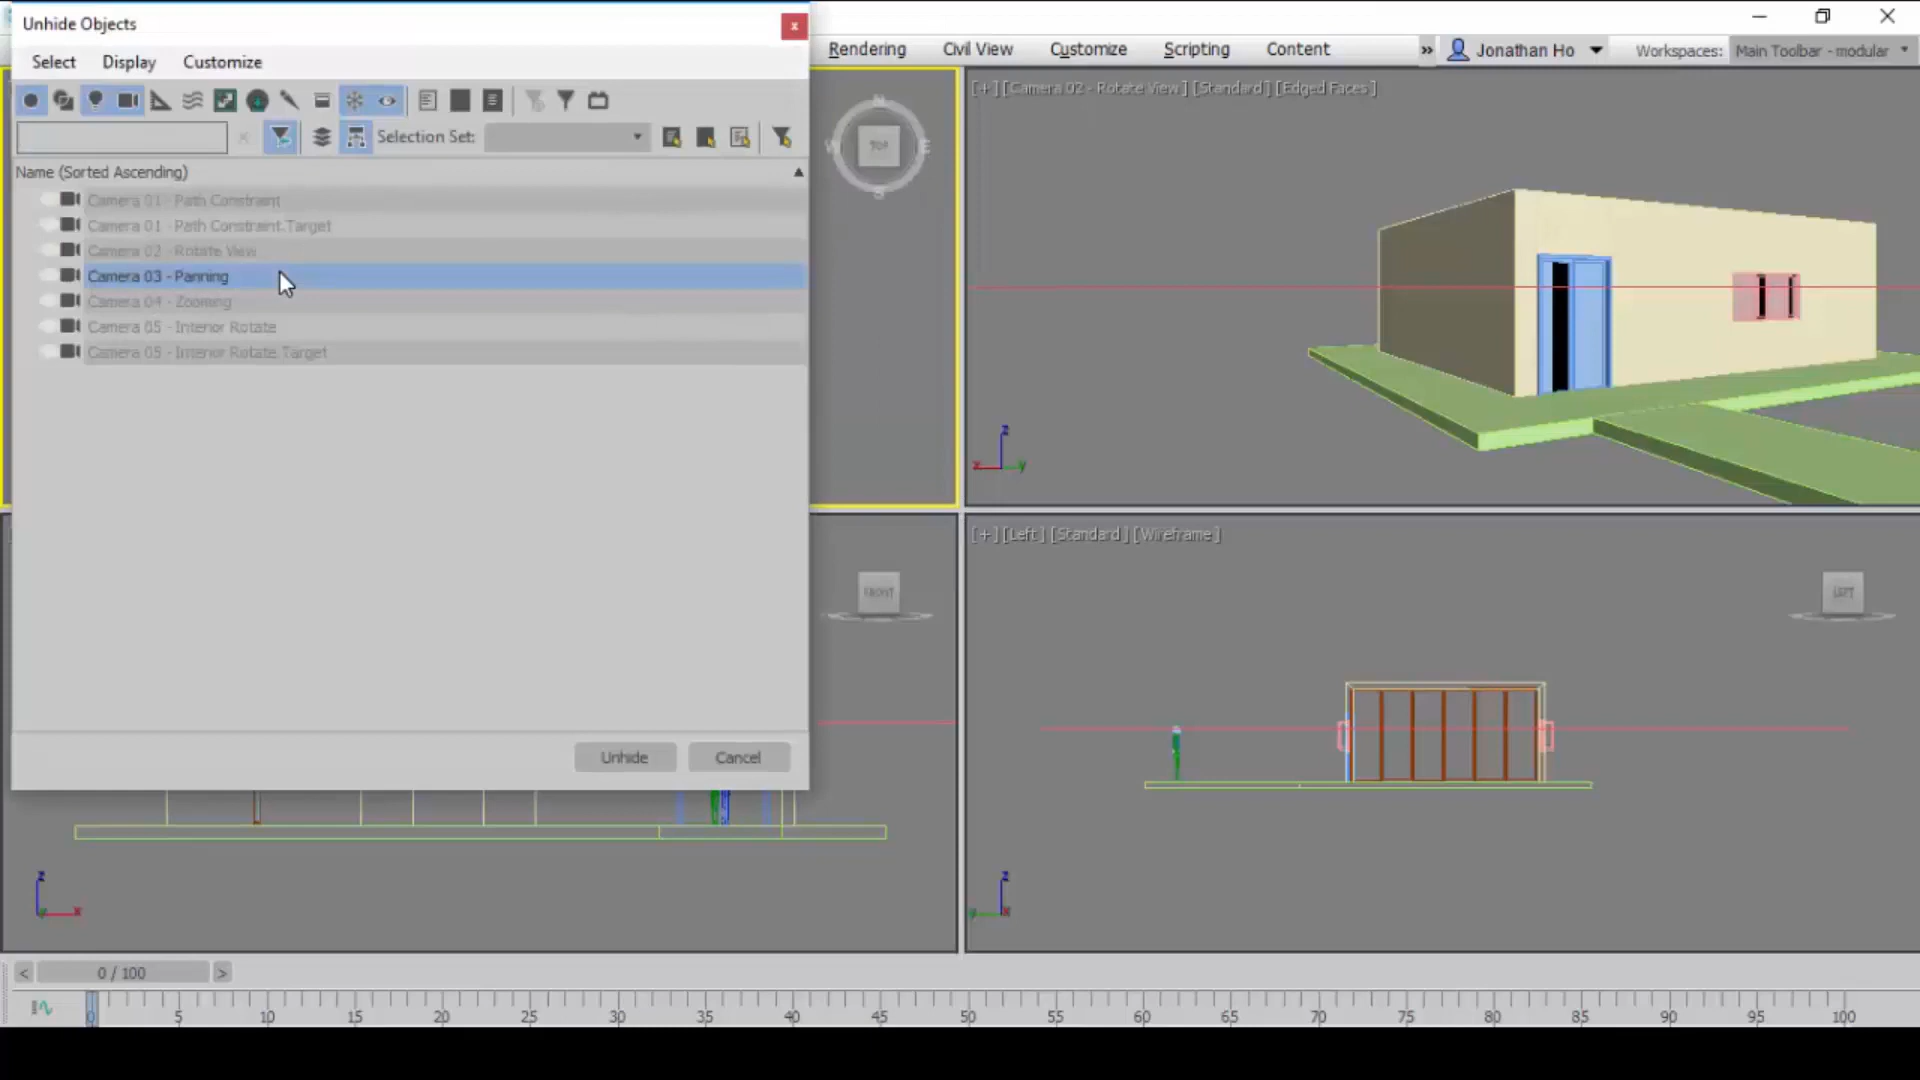 Unhide Objects
x
Select Display Customize
Rendering Civil View Customize Scripting Content » Jonathan Ho Workspaces: Main Toolbar - modular
Selection Set:
Name (Sorted Ascending)
Camera 01 - Path Constraint
Camera 01 - Path Constraint.Target
Camera 02 - Rotate View
Camera 03 - Panning
Camera 04 - Zooming
Camera 05 - Interior Rotate
Camera 05 - Interior Rotate.Target
Unhide Cancel
N
W TOP E
S
[+] [Camera 02 - Rotate View] [Standard] [Edged Faces]
z
x y
FRONT
z
y x
[+] [Left] [Standard] [Wireframe]
LEFT
z
y x
< 0 / 100 >
0 5 10 15 20 25 30 35 40 45 50 55 60 65 70 75 80 85 90 95 100